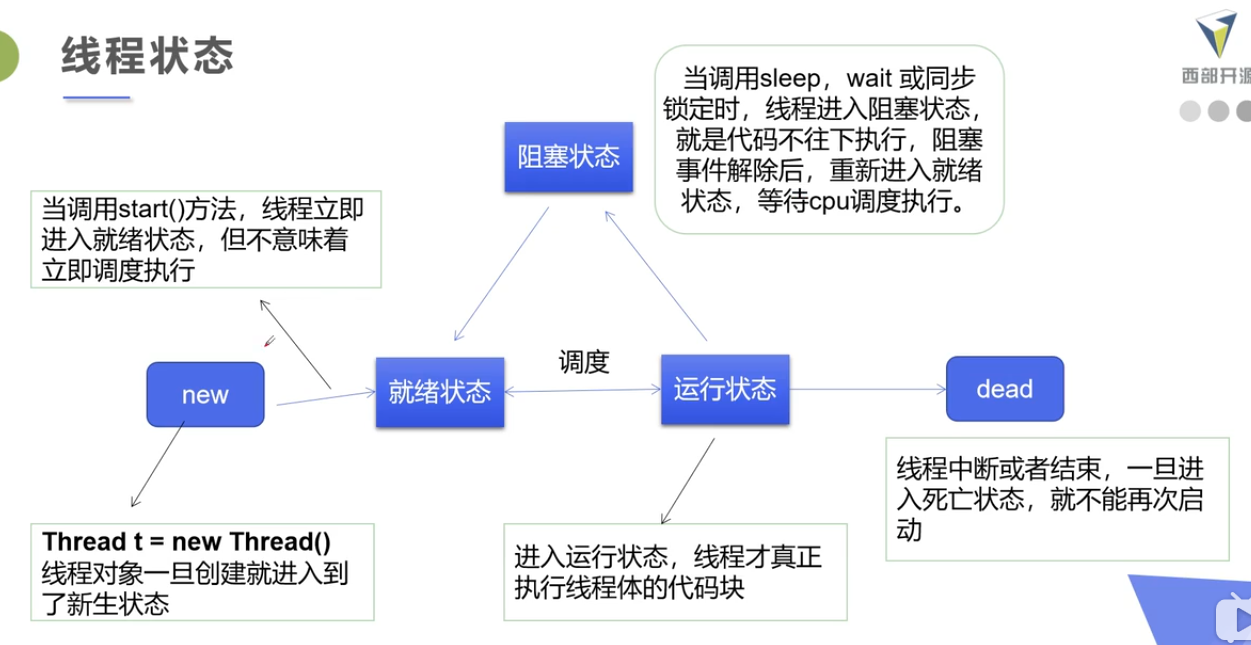 线程状态
西部开源
当调用sleep，wait 或同步
锁定时，线程进入阻塞状态，
就是代码不往下执行，阻塞
事件解除后，重新进入就绪
状态，等待cpu调度执行。
阻塞状态
当调用start()方法，线程立即
进入就绪状态，但不意味着
立即调度执行
调度
new
就绪状态
运行状态
dead
Thread t = new Thread()
线程对象一旦创建就进入到
了新生状态
进入运行状态，线程才真正
执行线程体的代码块
线程中断或者结束，一旦进
入死亡状态，就不能再次启
动